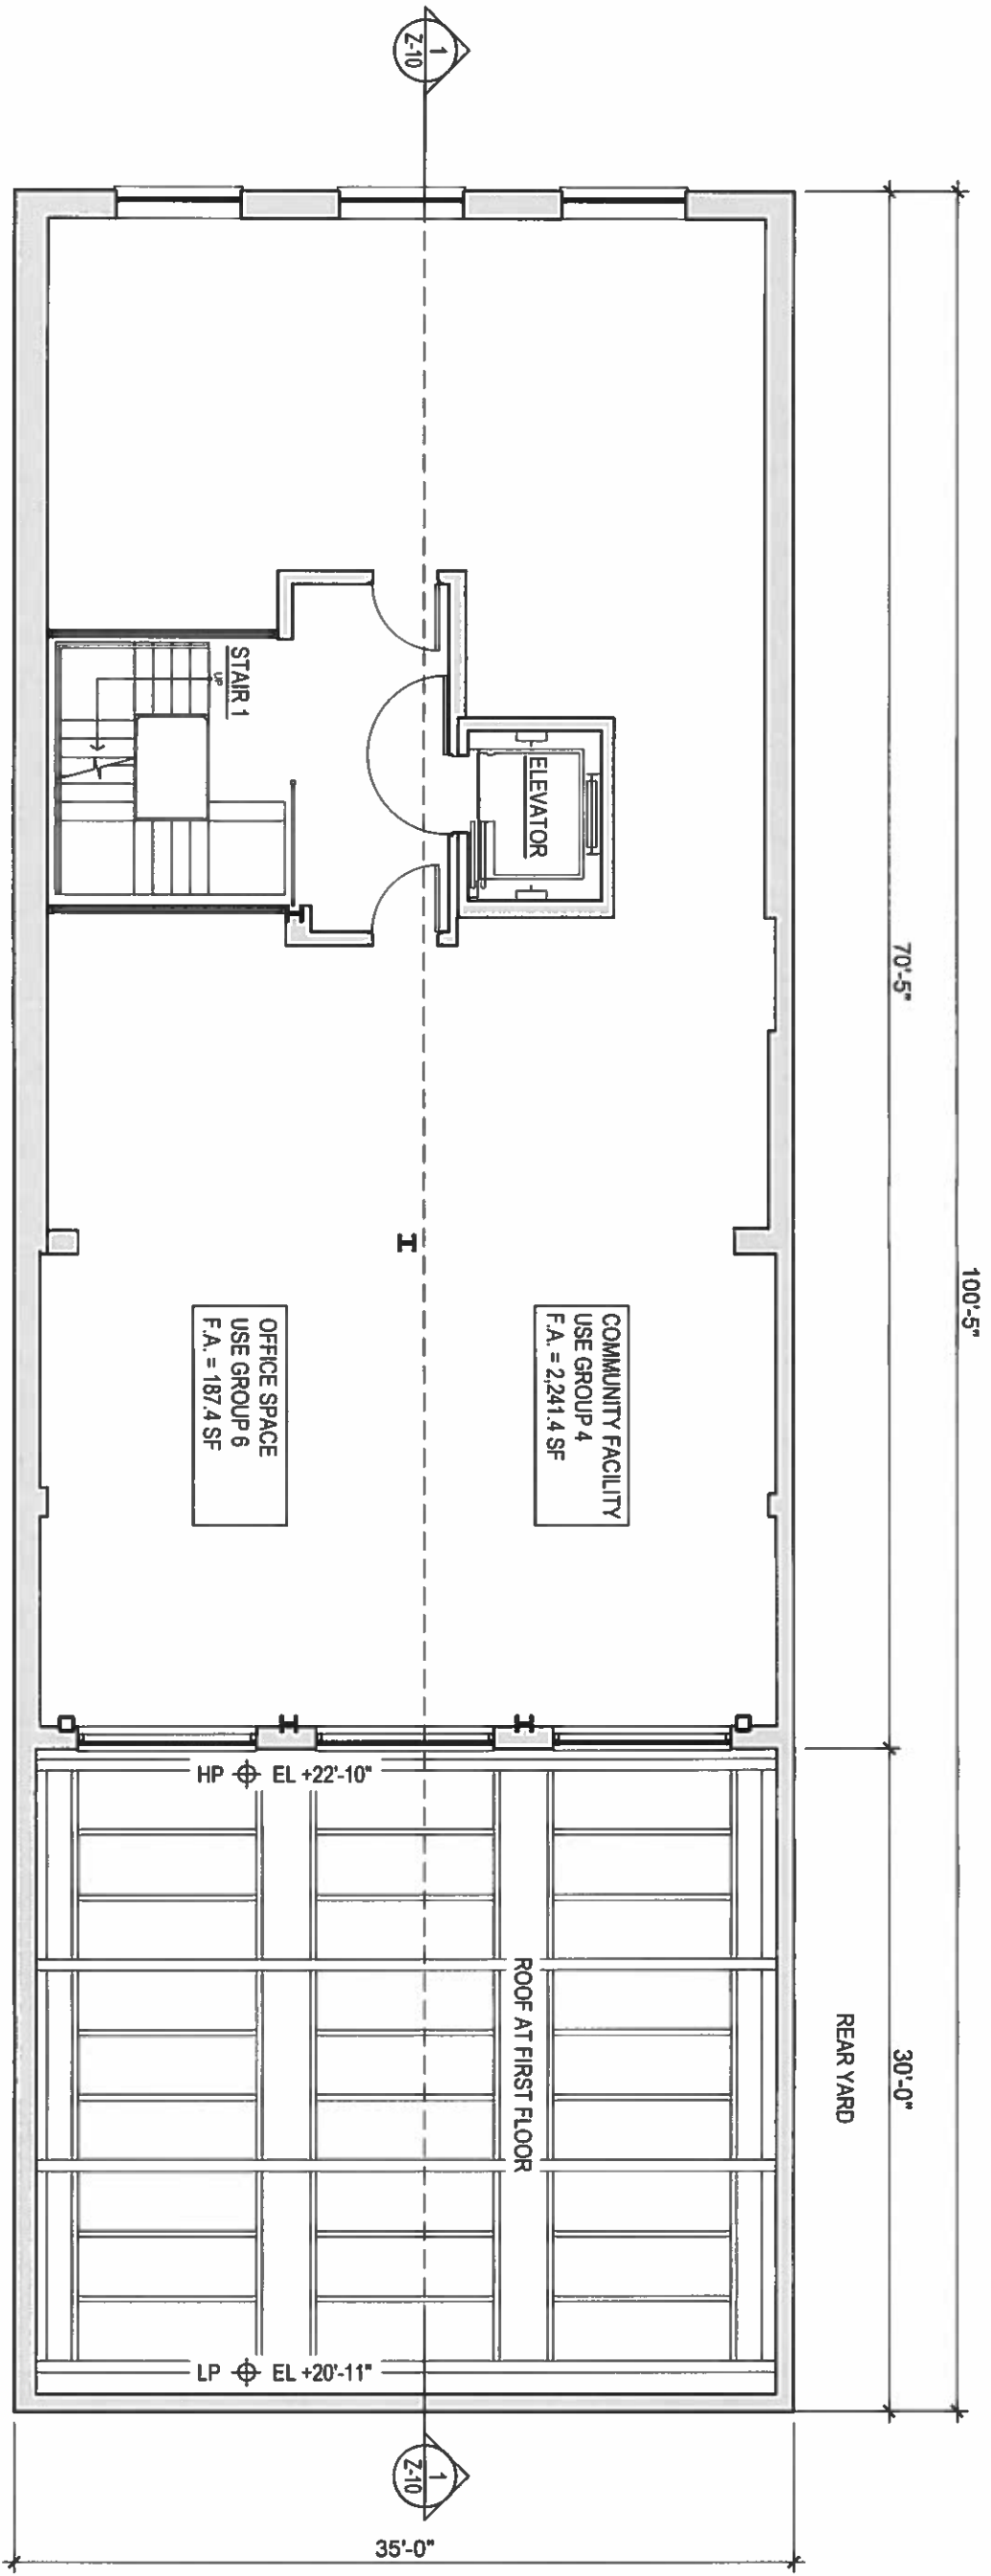 1
Z-10
100'-5"
70'-5"
30'-0"
REAR YARD
ELEVATOR
STAIR 1
UP
COMMUNITY FACILITY
USE GROUP 4
F.A. = 2,241.4 SF
OFFICE SPACE
USE GROUP 6
F.A. = 187.4 SF
HP EL +22'-10"
ROOF AT FIRST FLOOR
LP EL +20'-11"
1
Z-10
35'-0"